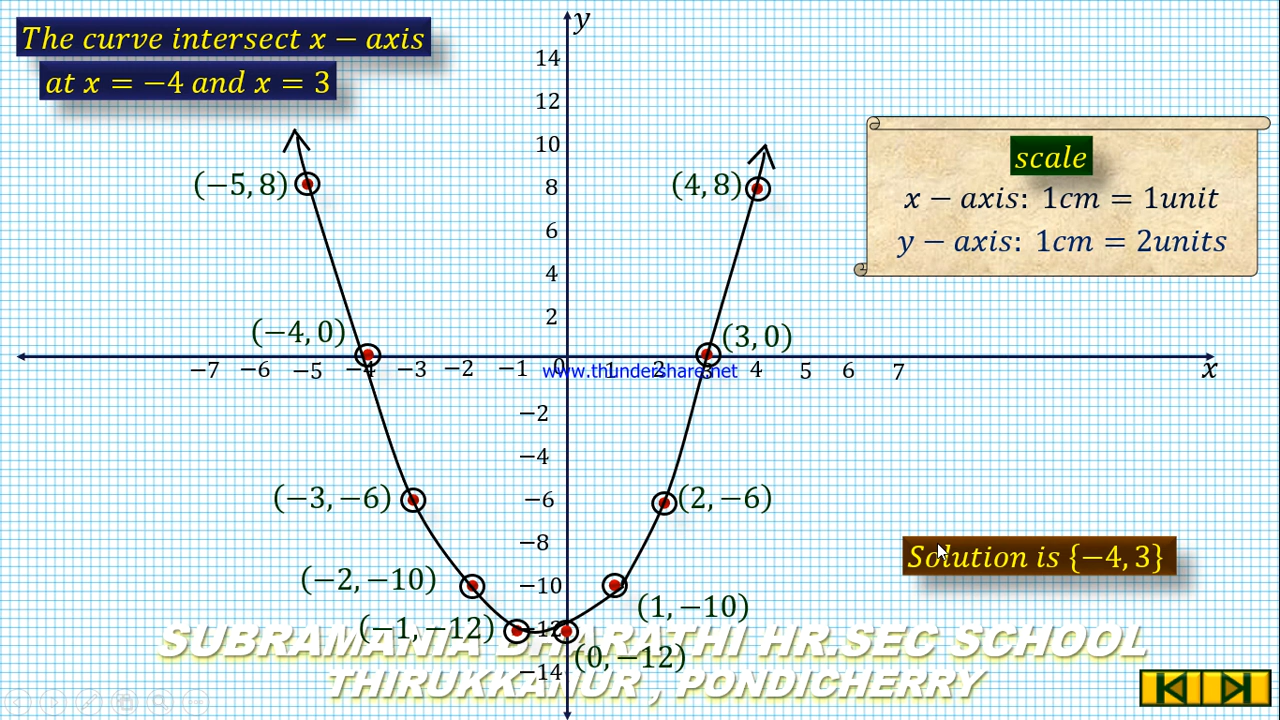 The curve intersect x − axis
at x = −4 and x = 3
y
14
12
10
8
6
4
2
scale
x − axis: 1cm = 1unit
y − axis: 1cm = 2units
(−5, 8)
(4, 8)
(−4, 0)
(3, 0)
−7 −6 −5 −4 −3 −2 −1 0 1 2 3 4 5 6 7 x
www.thundershare.net
−2
−4
−6
−8
−10
−12
−14
(−3, −6)
(2, −6)
(−2, −10)
(1, −10)
(−1, −12)
(0, −12)
Solution is {−4, 3}
SUBRAMANIA BHARATHI HR.SEC SCHOOL
THIRUKKANUR , PONDICHERRY